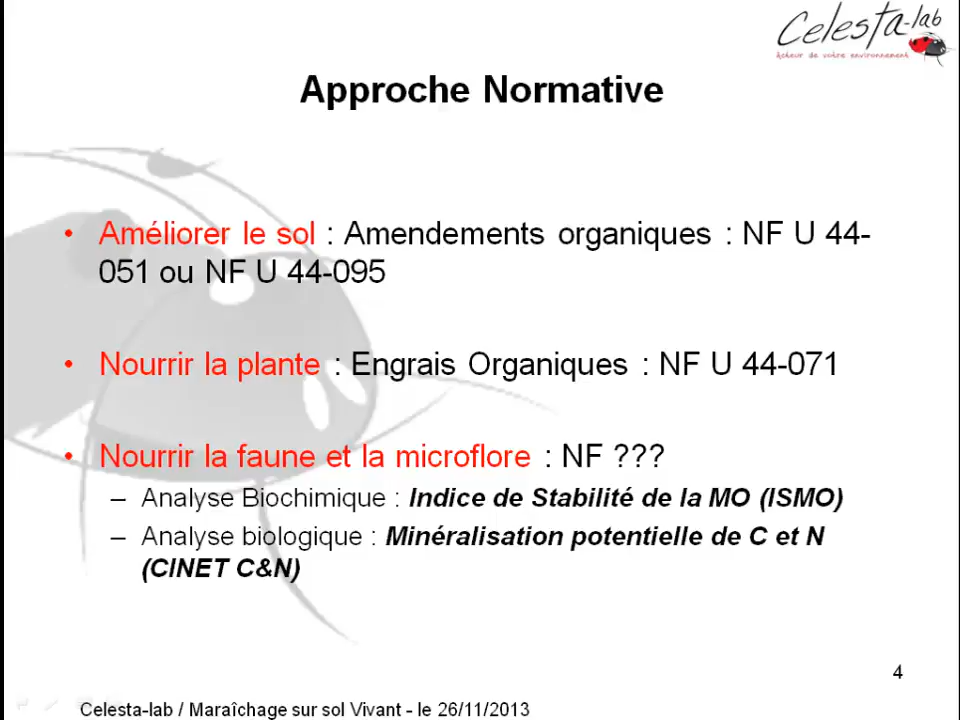 Celesta-lab
Acteur de votre environnement
Approche Normative
• Améliorer le sol : Amendements organiques : NF U 44-
051 ou NF U 44-095
• Nourrir la plante : Engrais Organiques : NF U 44-071
• Nourrir la faune et la microflore : NF ???
– Analyse Biochimique : Indice de Stabilité de la MO (ISMO)
– Analyse biologique : Minéralisation potentielle de C et N
(CINET C&N)
4
Celesta-lab / Maraîchage sur sol Vivant - le 26/11/2013